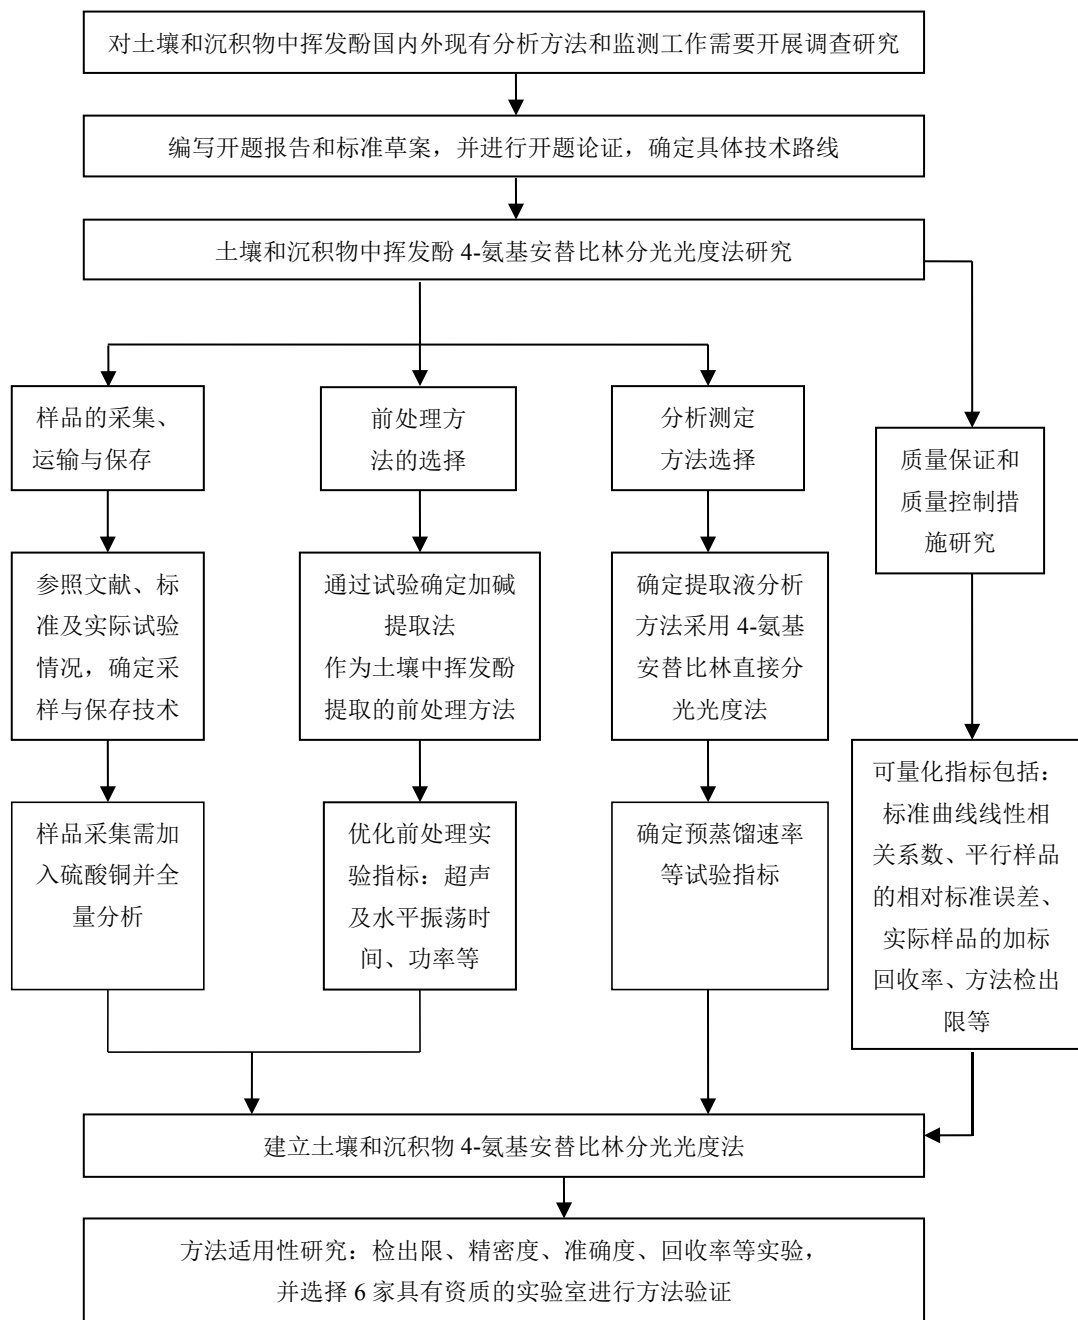 对土壤和沉积物中挥发酚国内外现有分析方法和监测工作需要开展调查研究
编写开题报告和标准草案，并进行开题论证，确定具体技术路线
土壤和沉积物中挥发酚 4-氨基安替比林分光光度法研究
样品的采集、
运输与保存
前处理方
法的选择
分析测定
方法选择
质量保证和
质量控制措
施研究
参照文献、标
准及实际试验
情况，确定采
样与保存技术
通过试验确定加碱
提取法
作为土壤中挥发酚
提取的前处理方法
确定提取液分析
方法采用 4-氨基
安替比林直接分
光光度法
样品采集需加
入硫酸铜并全
量分析
优化前处理实
验指标：超声
及水平振荡时
间、功率等
确定预蒸馏速率
等试验指标
可量化指标包括：
标准曲线线性相
关系数、平行样品
的相对标准误差、
实际样品的加标
回收率、方法检出
限等
建立土壤和沉积物 4-氨基安替比林分光光度法
方法适用性研究：检出限、精密度、准确度、回收率等实验，
并选择 6 家具有资质的实验室进行方法验证